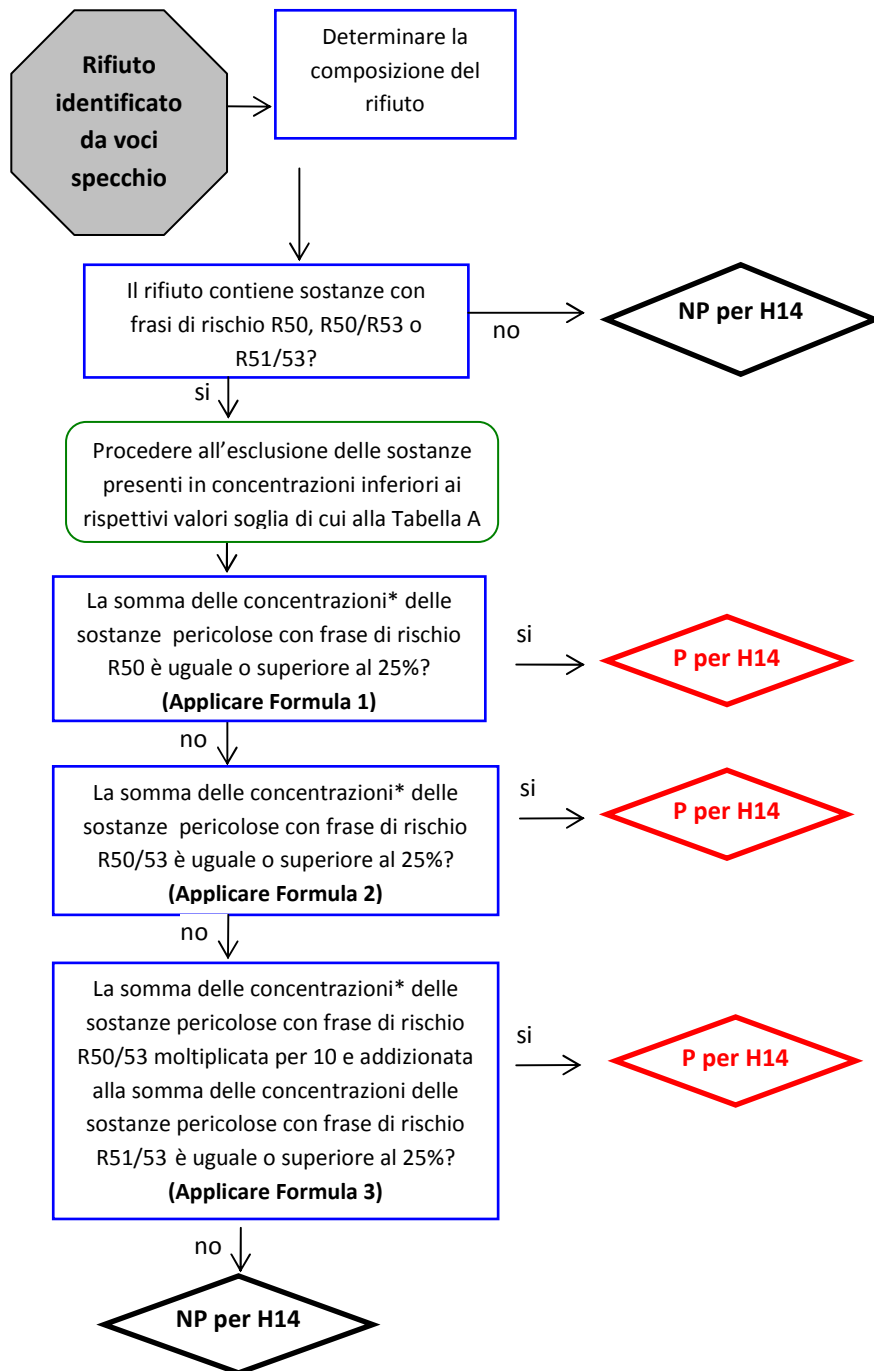 Rifiuto
identificato
da voci
specchio
Determinare la
composizione del
rifiuto
Il rifiuto contiene sostanze con
frasi di rischio R50, R50/R53 o
R51/53?
no
NP per H14
si
Procedere all’esclusione delle sostanze
presenti in concentrazioni inferiori ai
rispettivi valori soglia di cui alla Tabella A
La somma delle concentrazioni* delle
sostanze pericolose con frase di rischio
R50 è uguale o superiore al 25%?
(Applicare Formula 1)
si
P per H14
no
La somma delle concentrazioni* delle
sostanze pericolose con frase di rischio
R50/53 è uguale o superiore al 25%?
(Applicare Formula 2)
si
P per H14
no
La somma delle concentrazioni* delle
sostanze pericolose con frase di rischio
R50/53 moltiplicata per 10 e addizionata
alla somma delle concentrazioni delle
sostanze pericolose con frase di rischio
R51/53 è uguale o superiore al 25%?
(Applicare Formula 3)
si
P per H14
no
NP per H14